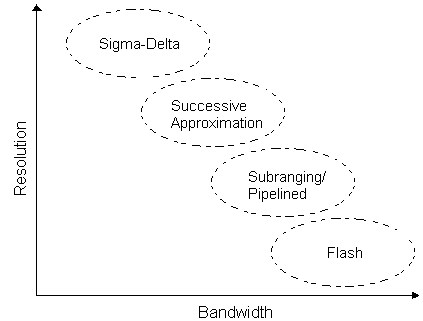 Sigma-Delta
Successive
Approximation
Subranging/
Pipelined
Flash
Resolution
Bandwidth